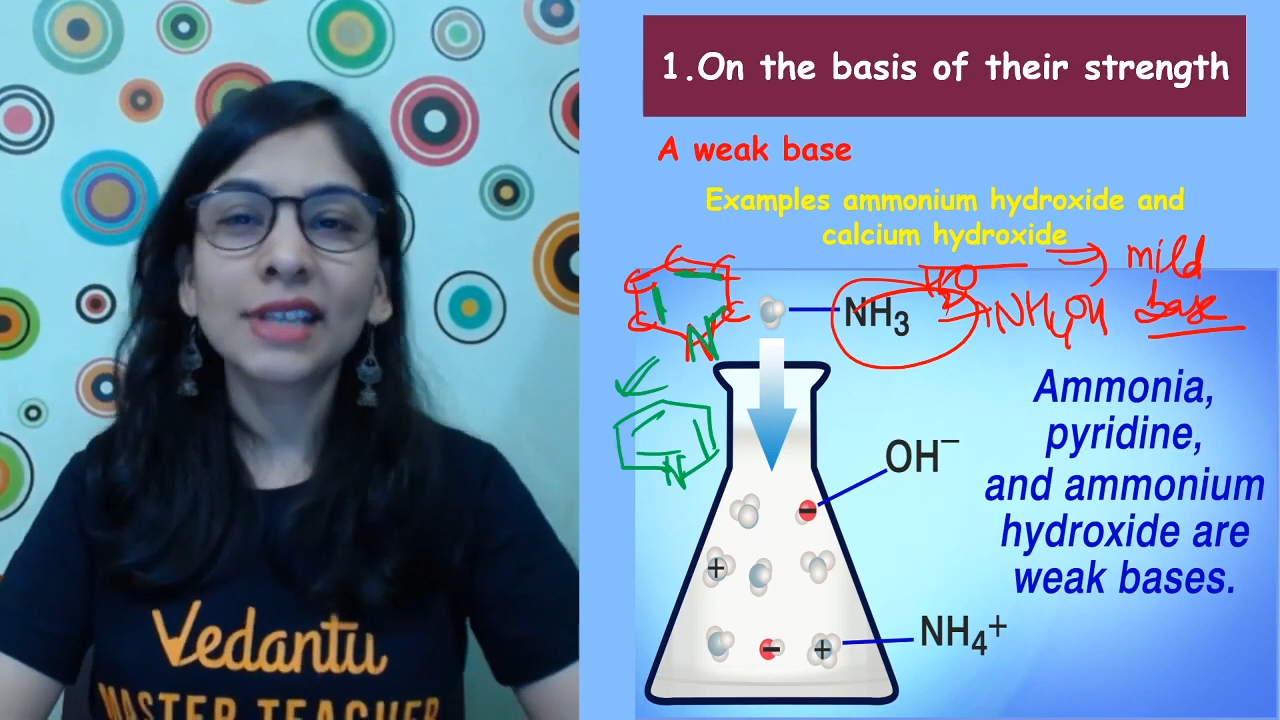 1.On the basis of their strength
A weak base
Examples ammonium hydroxide and
calcium hydroxide
mild
base
NH₃
NH₄OH
C
C
C
N
N
Ammonia,
pyridine,
and ammonium
hydroxide are
weak bases.
OH⁻
NH₄⁺
+
-
-
+
Vedantu
MASTER TEACHER